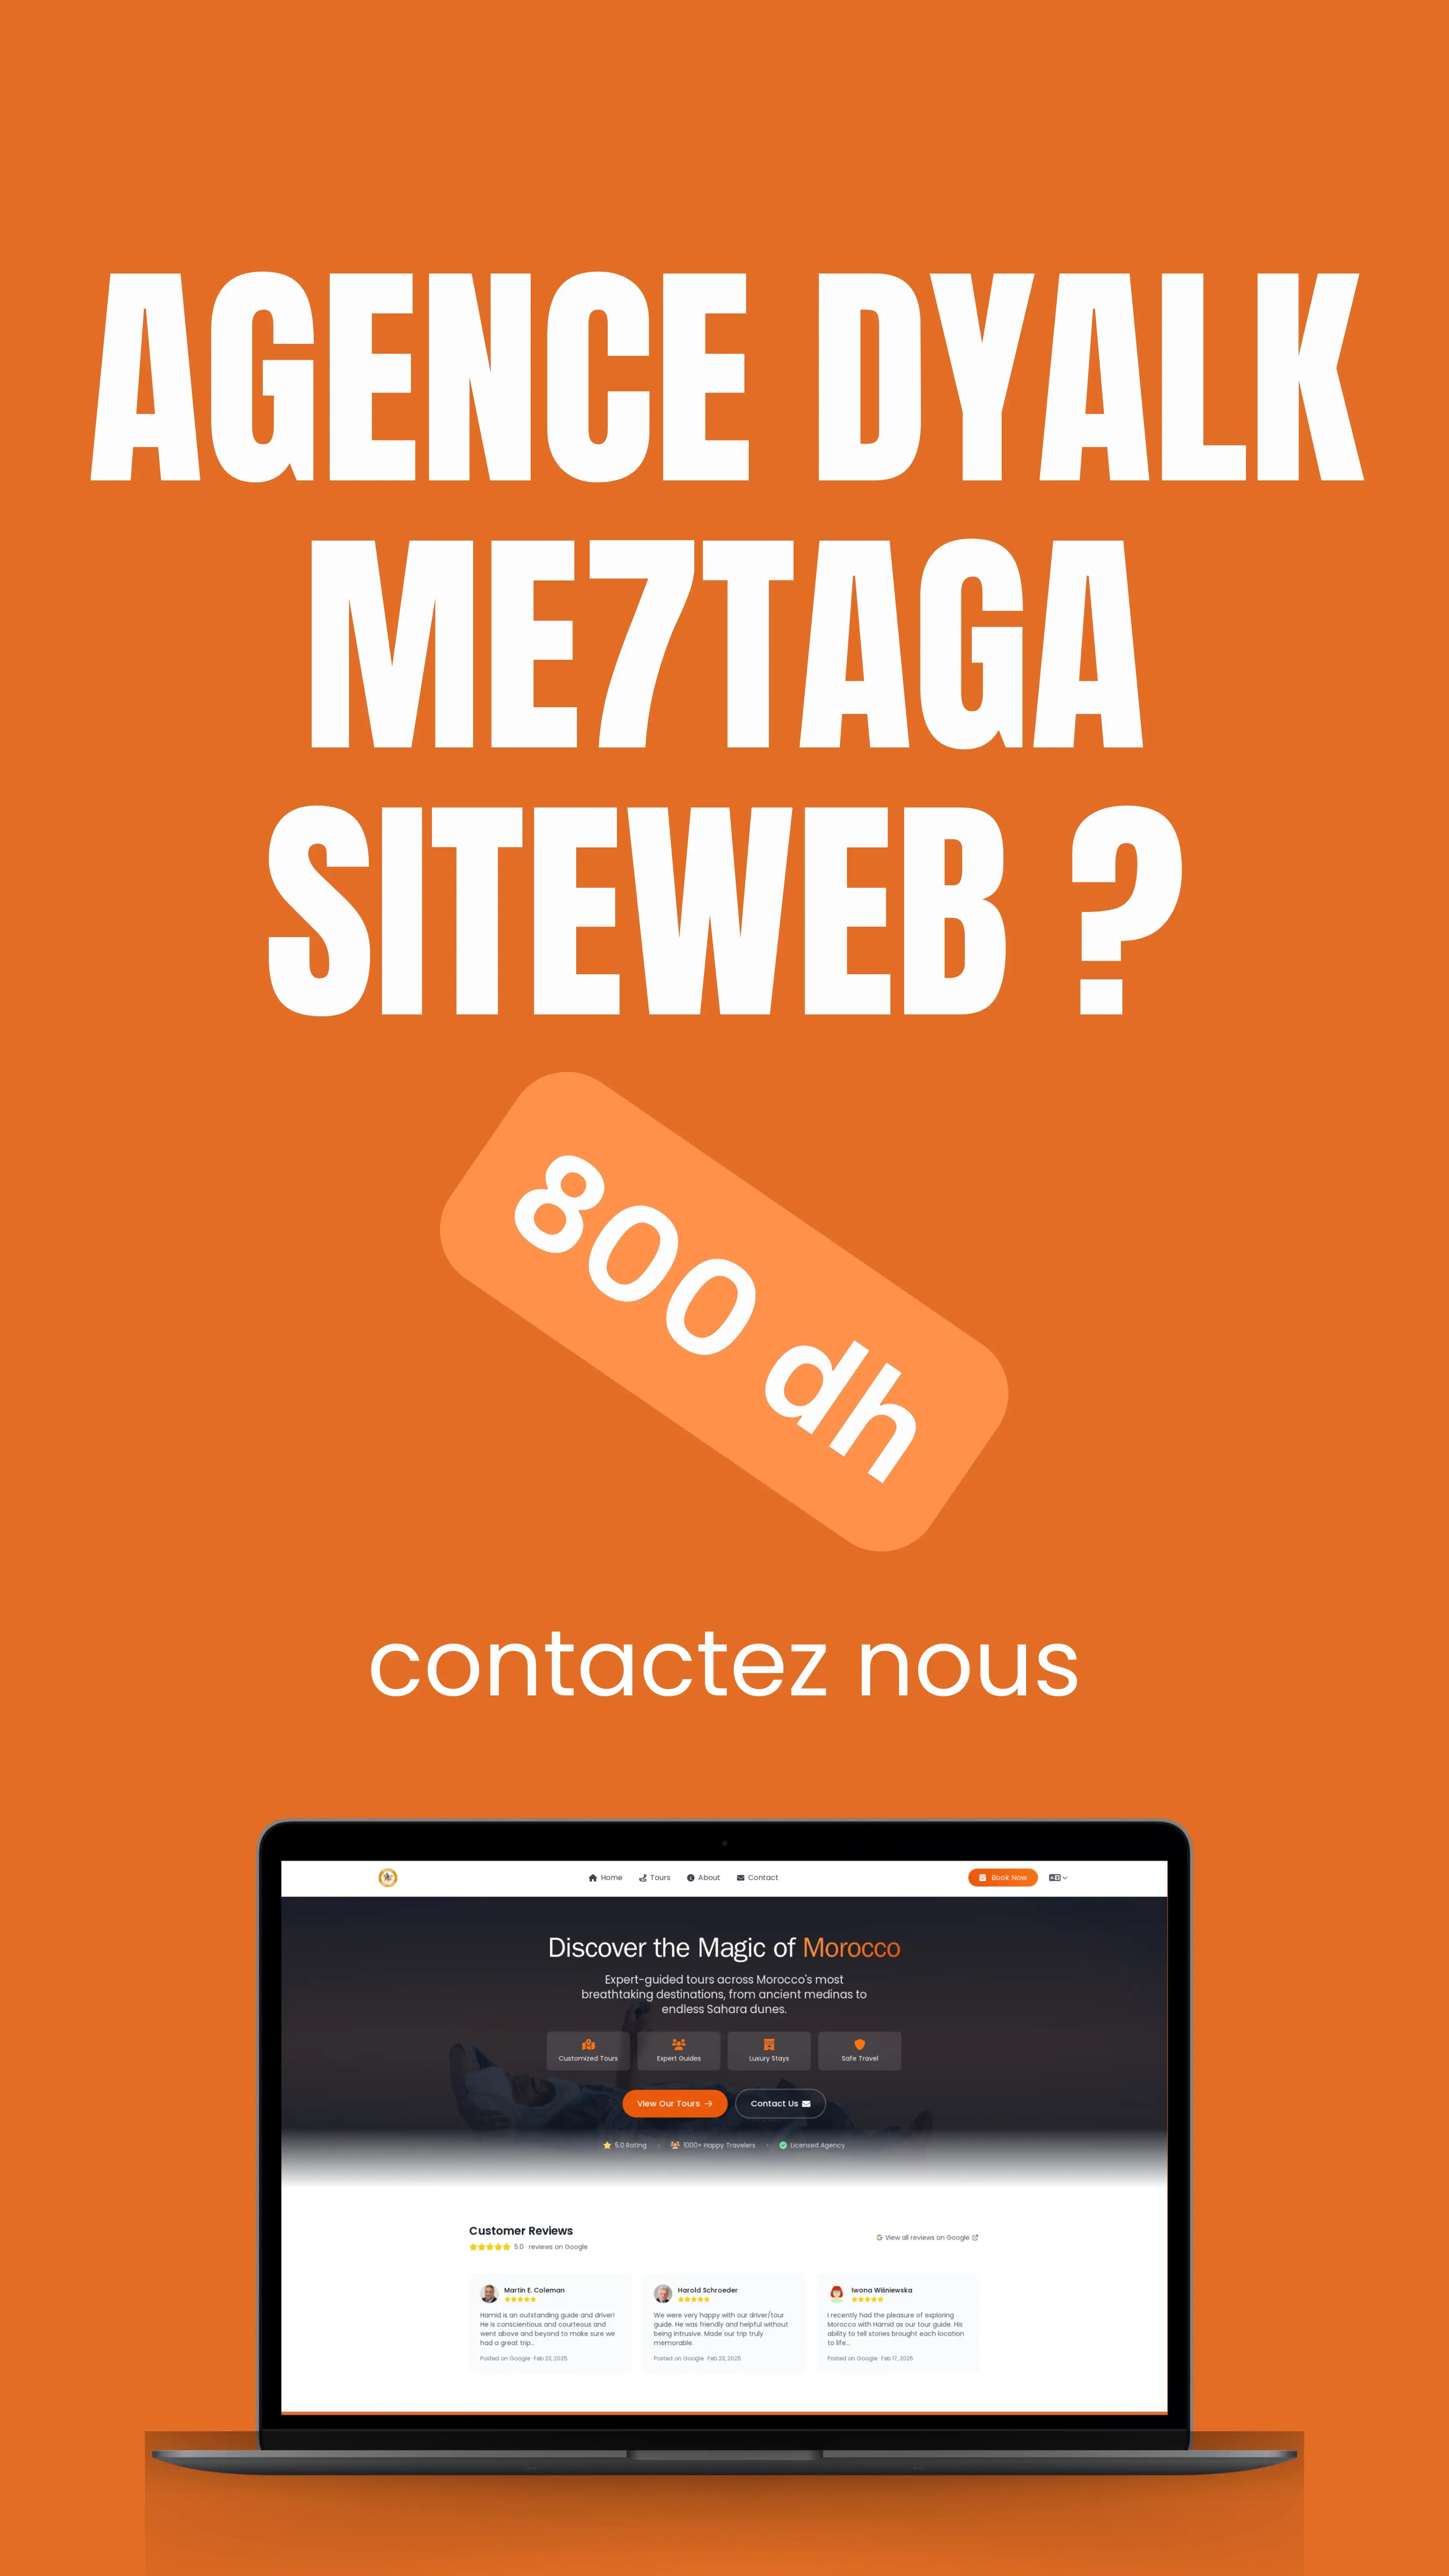 AGENCE DYALK
ME7TAGA
SITEWEB ?
800 dh
contactez nous
Home Tours About Contact Book Now
Discover the Magic of Morocco
Expert-guided tours across Morocco's most
breathtaking destinations, from ancient medinas to
endless Sahara dunes.
Customized Tours Expert Guides Luxury Stays Safe Travel
View Our Tours → Contact Us
5.0 Rating • 1000+ Happy Travelers • Licensed Agency
Customer Reviews
5.0 · reviews on Google
View all reviews on Google
Martin E. Coleman
Hamid is an outstanding guide and driver!
He is conscientious and courteous and
went above and beyond to make sure we
had a great trip...
Posted on Google · Feb 23, 2025
Harold Schroeder
We were very happy with our driver/tour
guide. He was friendly and helpful without
being intrusive. Made our trip truly
memorable.
Posted on Google · Feb 23, 2025
Iwona Wiśniewska
I recently had the pleasure of exploring
Morocco with Hamid as our tour guide. His
ability to tell stories brought each location
to life...
Posted on Google · Feb 17, 2025